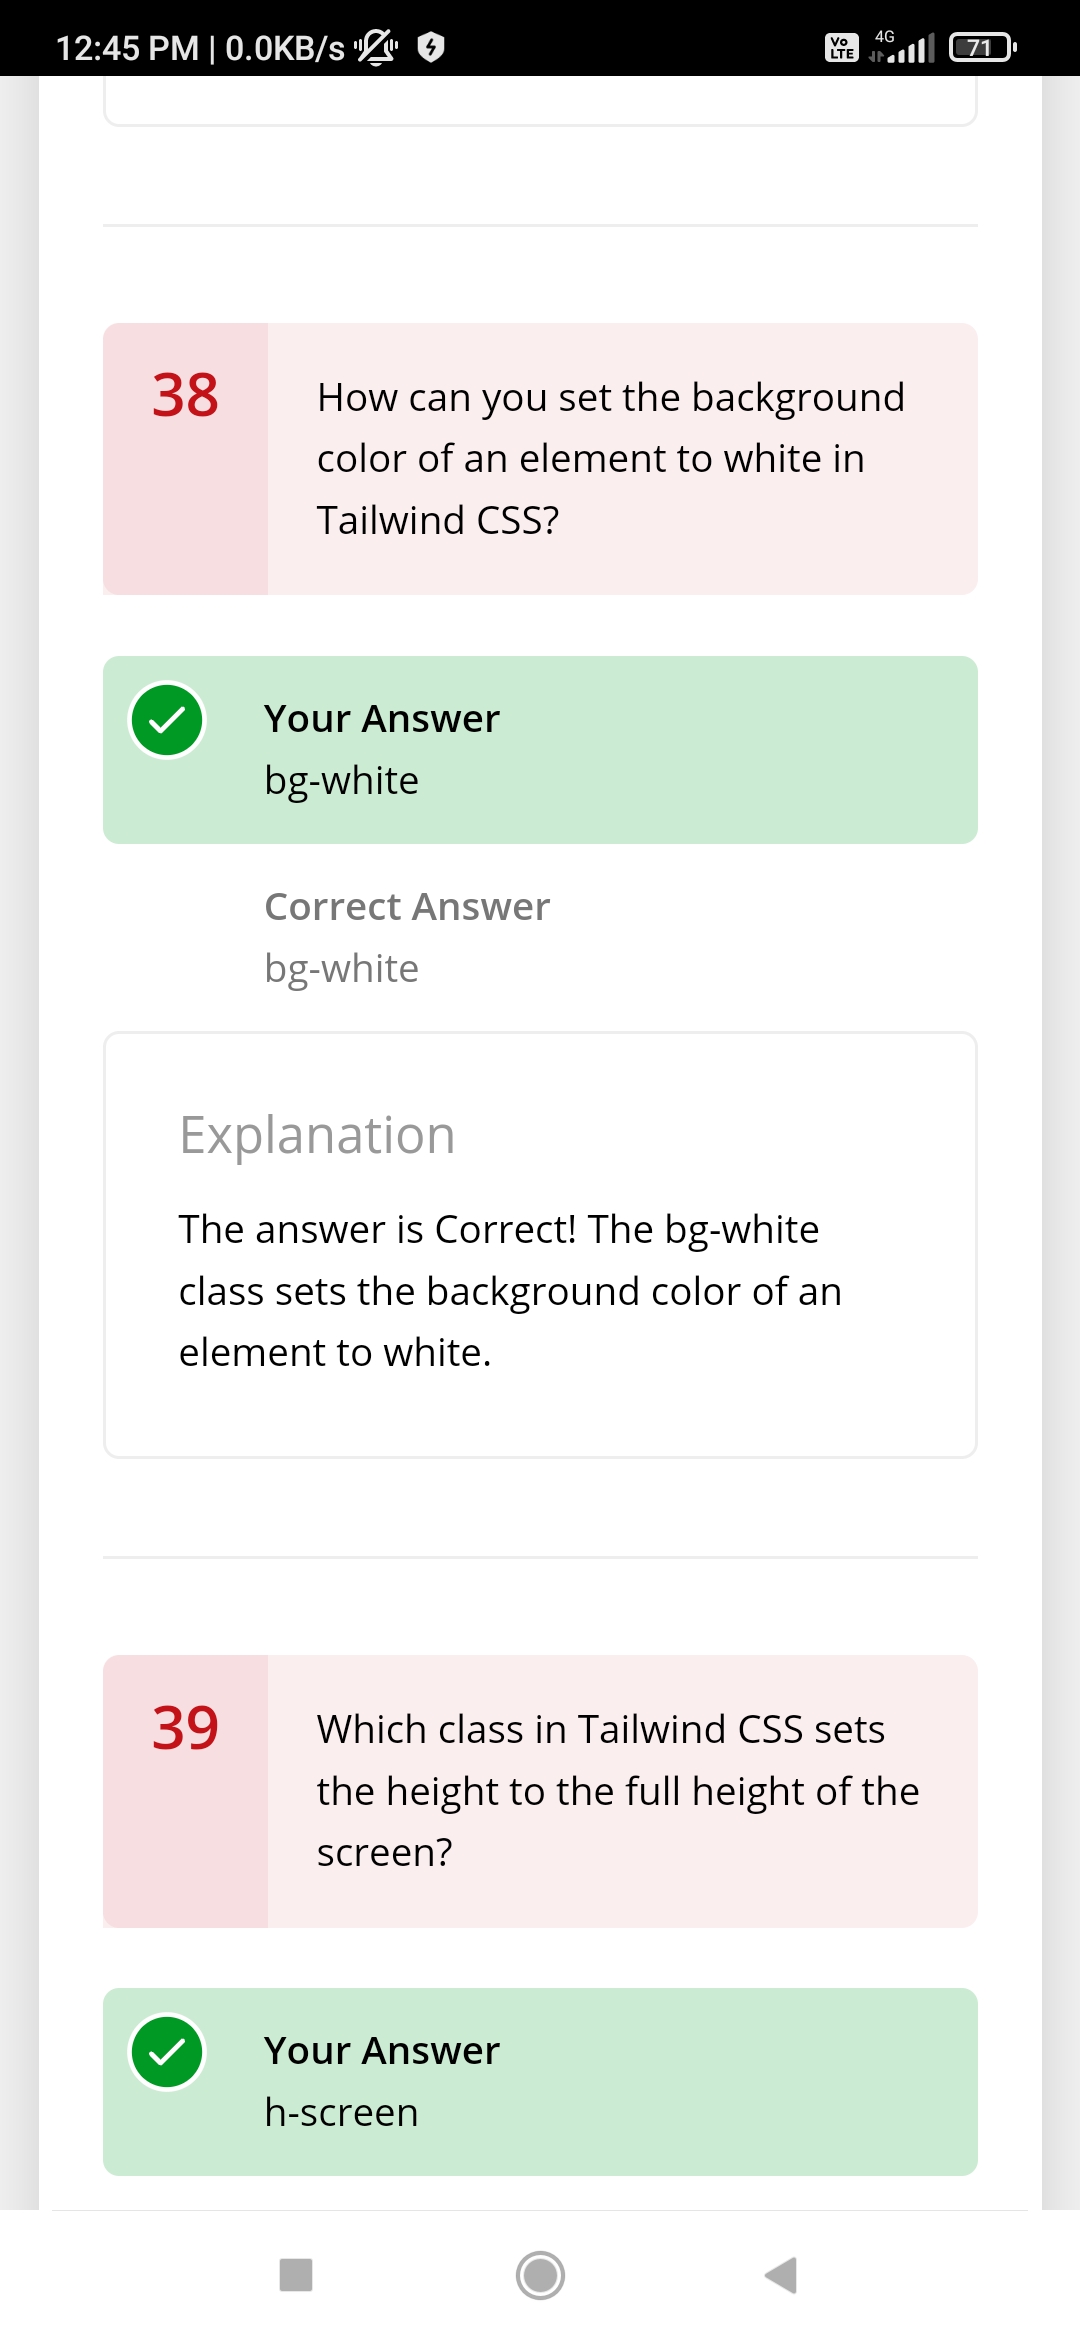 12:45 PM | 0.0KB/s
Vo
LTE
4G
71
38
How can you set the background
color of an element to white in
Tailwind CSS?
Your Answer
bg-white
Correct Answer
bg-white
Explanation
The answer is Correct! The bg-white
class sets the background color of an
element to white.
39
Which class in Tailwind CSS sets
the height to the full height of the
screen?
Your Answer
h-screen